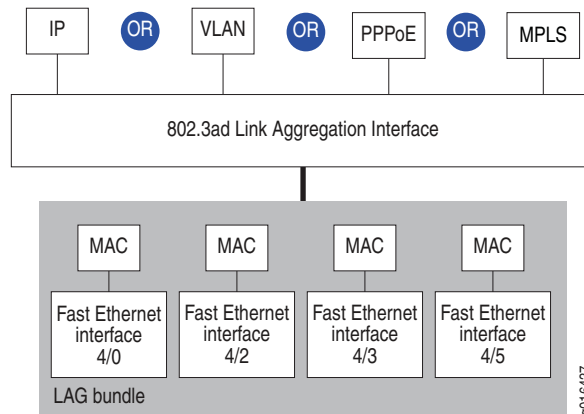 IP OR VLAN OR PPPoE OR MPLS
802.3ad Link Aggregation Interface
MAC MAC MAC MAC
Fast Ethernet interface 4/0
Fast Ethernet interface 4/2
Fast Ethernet interface 4/3
Fast Ethernet interface 4/5
LAG bundle